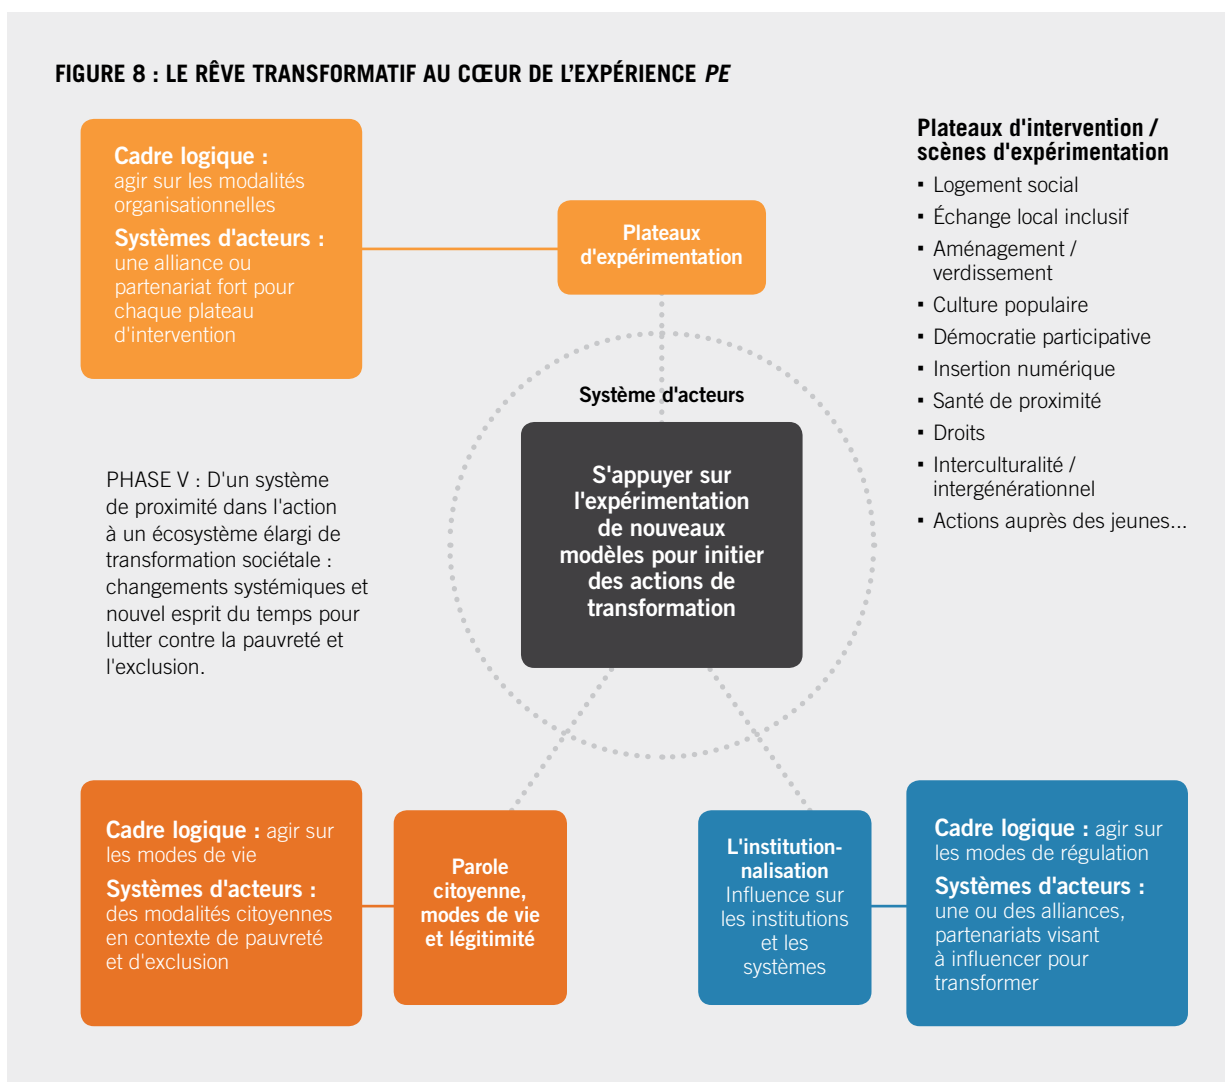 FIGURE 8 : LE RÊVE TRANSFORMATIF AU CŒUR DE L’EXPÉRIENCE PE
Cadre logique :
agir sur les modalités
organisationnelles
Systèmes d'acteurs :
une alliance ou
partenariat fort pour
chaque plateau
d'intervention
Plateaux
d'expérimentation
Plateaux d'intervention /
scènes d'expérimentation
▪ Logement social
▪ Échange local inclusif
▪ Aménagement /
verdissement
▪ Culture populaire
▪ Démocratie participative
▪ Insertion numérique
▪ Santé de proximité
▪ Droits
▪ Interculturalité /
intergénérationnel
▪ Actions auprès des jeunes...
Système d'acteurs
S'appuyer sur
l'expérimentation
de nouveaux
modèles pour initier
des actions de
transformation
PHASE V : D'un système
de proximité dans l'action
à un écosystème élargi de
transformation sociétale :
changements systémiques et
nouvel esprit du temps pour
lutter contre la pauvreté et
l'exclusion.
Cadre logique : agir sur
les modes de vie
Systèmes d'acteurs :
des modalités citoyennes
en contexte de pauvreté
et d'exclusion
Parole
citoyenne,
modes de vie
et légitimité
L'institution-
nalisation
Influence sur
les institutions
et les
systèmes
Cadre logique : agir sur
les modes de régulation
Systèmes d'acteurs :
une ou des alliances,
partenariats visant
à influencer pour
transformer